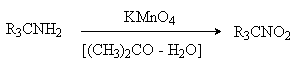 KMnO4
R3CNH2 R3CNO2
[(CH3)2CO - H2O]